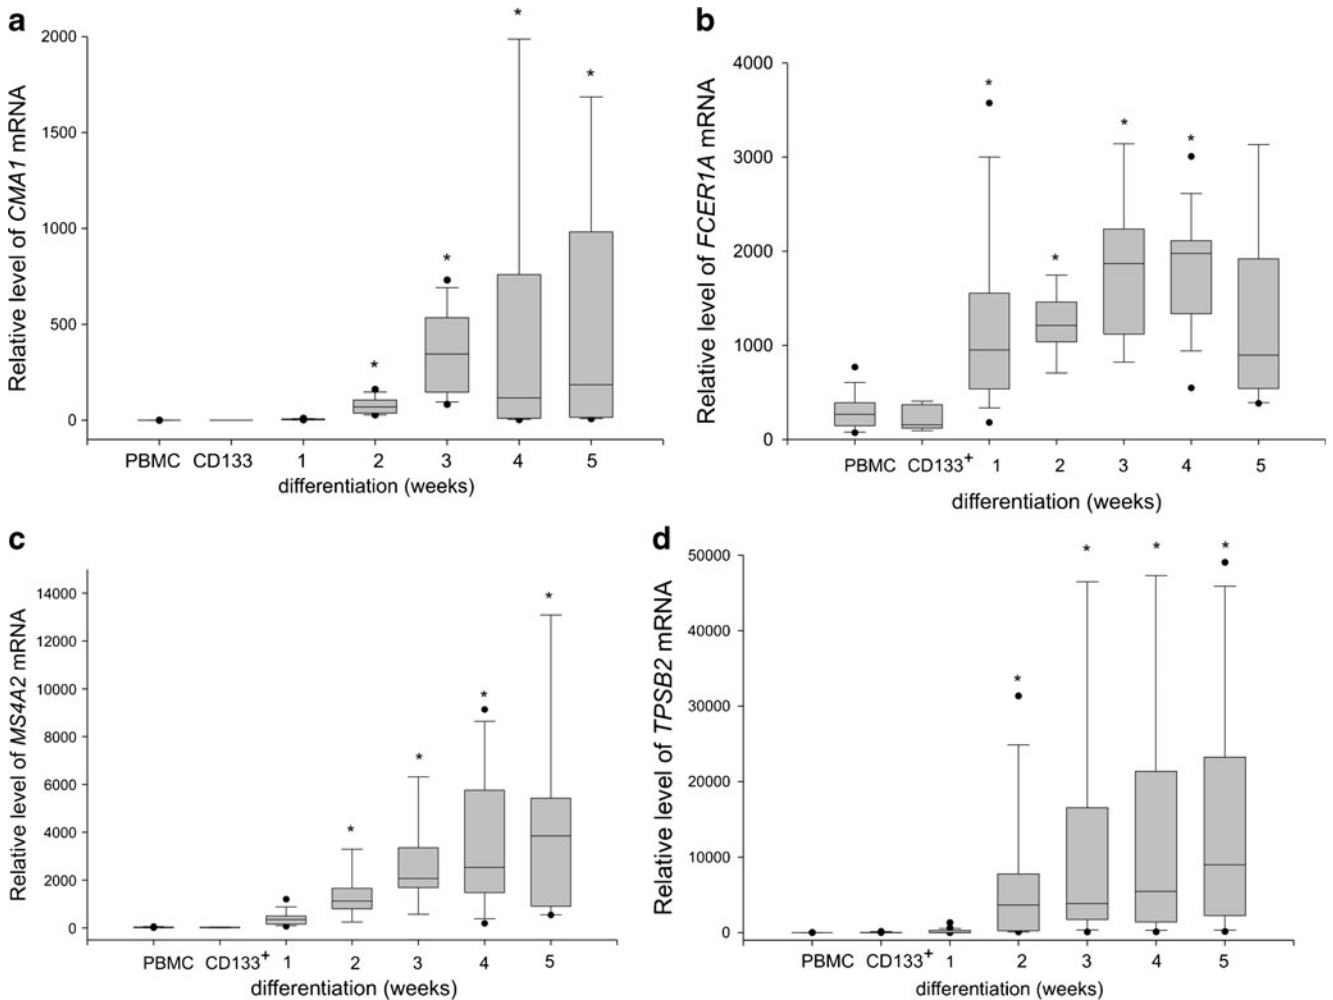 a
Relative level of CMA1 mRNA
2000
1500
1000
500
0
* * * *
PBMC CD133 1 2 3 4 5
differentiation (weeks)
b
Relative level of FCER1A mRNA
4000
3000
2000
1000
0
* * * *
PBMC CD133+ 1 2 3 4 5
differentiation (weeks)
c
Relative level of MS4A2 mRNA
14000
12000
10000
8000
6000
4000
2000
0
* * * *
PBMC CD133+ 1 2 3 4 5
differentiation (weeks)
d
Relative level of TPSB2 mRNA
50000
40000
30000
20000
10000
0
* * * *
PBMC CD133+ 1 2 3 4 5
differentiation (weeks)